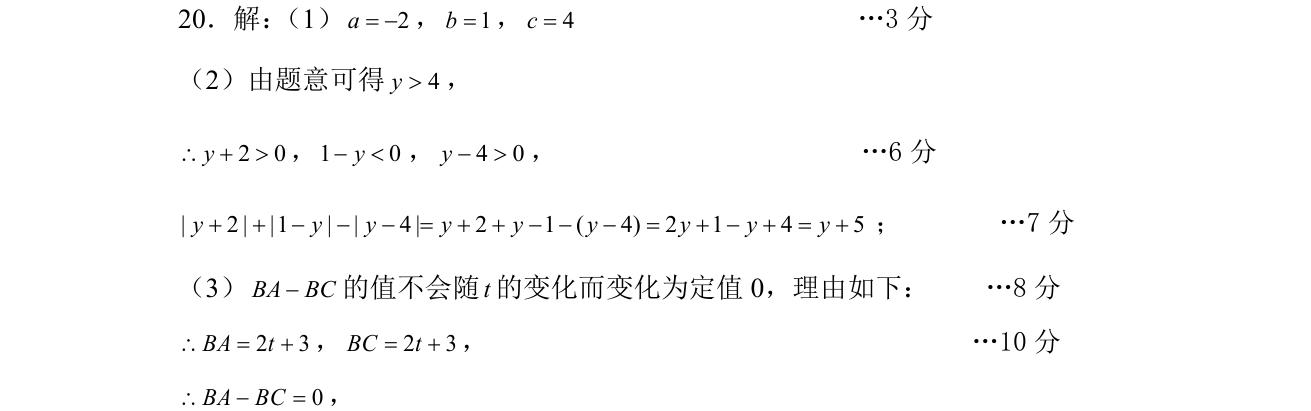 20．解：（1）a=−2，b=1，c=4 …3 分
（2）由题意可得 y>4，
∴y+2>0，1−y<0，y−4>0， …6 分
|y+2|+|1−y|−|y−4|=y+2+y−1−(y−4)=2y+1−y+4=y+5； …7 分
（3）BA−BC 的值不会随 t 的变化而变化为定值 0，理由如下： …8 分
∴BA=2t+3，BC=2t+3， …10 分
∴BA−BC=0，